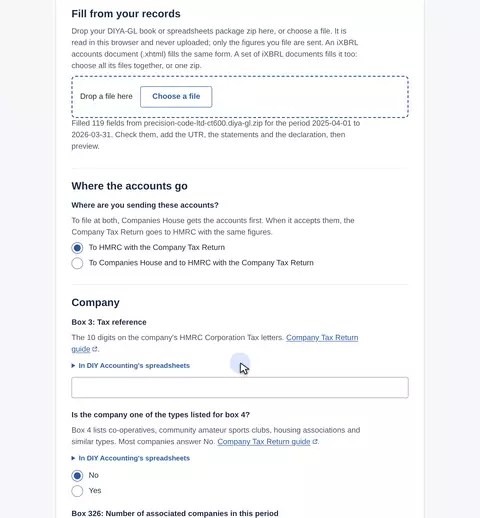 Fill from your records
Drop your DIYA-GL book or spreadsheets package zip here, or choose a file. It is
read in this browser and never uploaded; only the figures you file are sent. An iXBRL
accounts document (.xhtml) fills the same form. A set of iXBRL documents fills it too:
choose all its files together, or one zip.
Drop a file here
Choose a file
Filled 119 fields from precision-code-ltd-ct600.diya-gl.zip for the period 2025-04-01 to
2026-03-31. Check them, add the UTR, the statements and the declaration, then
preview.
Where the accounts go
Where are you sending these accounts?
To file at both, Companies House gets the accounts first. When it accepts them, the
Company Tax Return goes to HMRC with the same figures.
To HMRC with the Company Tax Return
To Companies House and to HMRC with the Company Tax Return
Company
Box 3: Tax reference
The 10 digits on the company's HMRC Corporation Tax letters. Company Tax Return
guide.
In DIY Accounting's spreadsheets
Is the company one of the types listed for box 4?
Box 4 lists co-operatives, community amateur sports clubs, housing associations and
similar types. Most companies answer No. Company Tax Return guide.
In DIY Accounting's spreadsheets
No
Yes
Box 326: Number of associated companies in this period